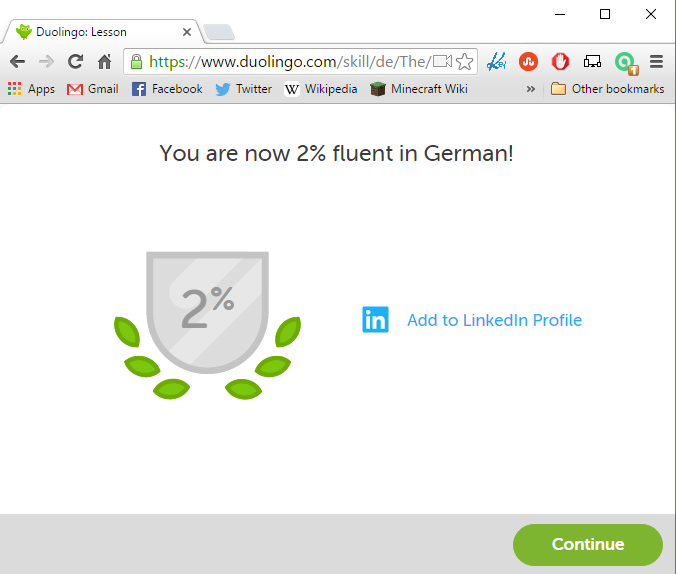 Duolingo: Lesson
https://www.duolingo.com/skill/de/The/
Apps Gmail Facebook Twitter W Wikipedia Minecraft Wiki » Other bookmarks
You are now 2% fluent in German!
2%
in Add to LinkedIn Profile
Continue